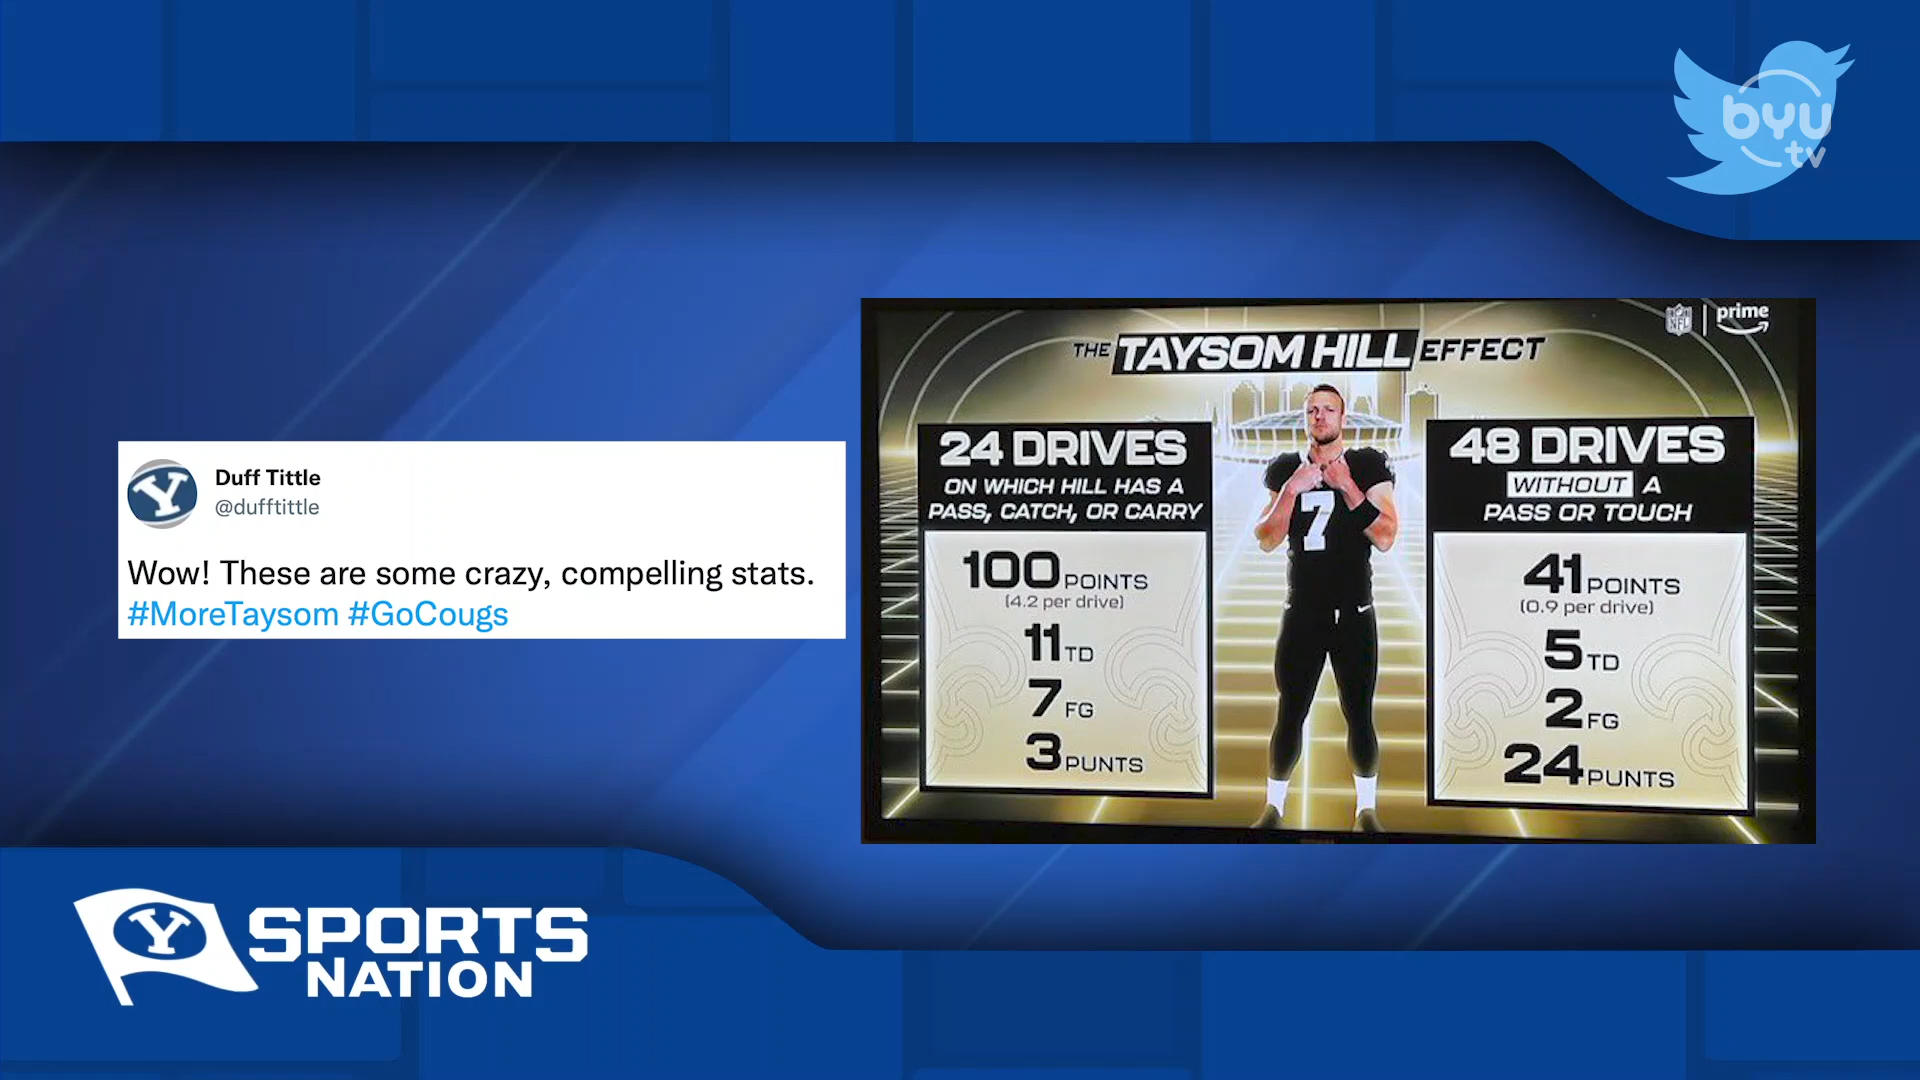 byu
tv
Duff Tittle
@dufftittle
Wow! These are some crazy, compelling stats.
#MoreTaysom #GoCougs
NFL | prime
THE TAYSOM HILL EFFECT
24 DRIVES
ON WHICH HILL HAS A
PASS, CATCH, OR CARRY
100 POINTS
(4.2 per drive)
11 TD
7 FG
3 PUNTS
7
48 DRIVES
WITHOUT A
PASS OR TOUCH
41 POINTS
(0.9 per drive)
5 TD
2 FG
24 PUNTS
Y
SPORTS
NATION